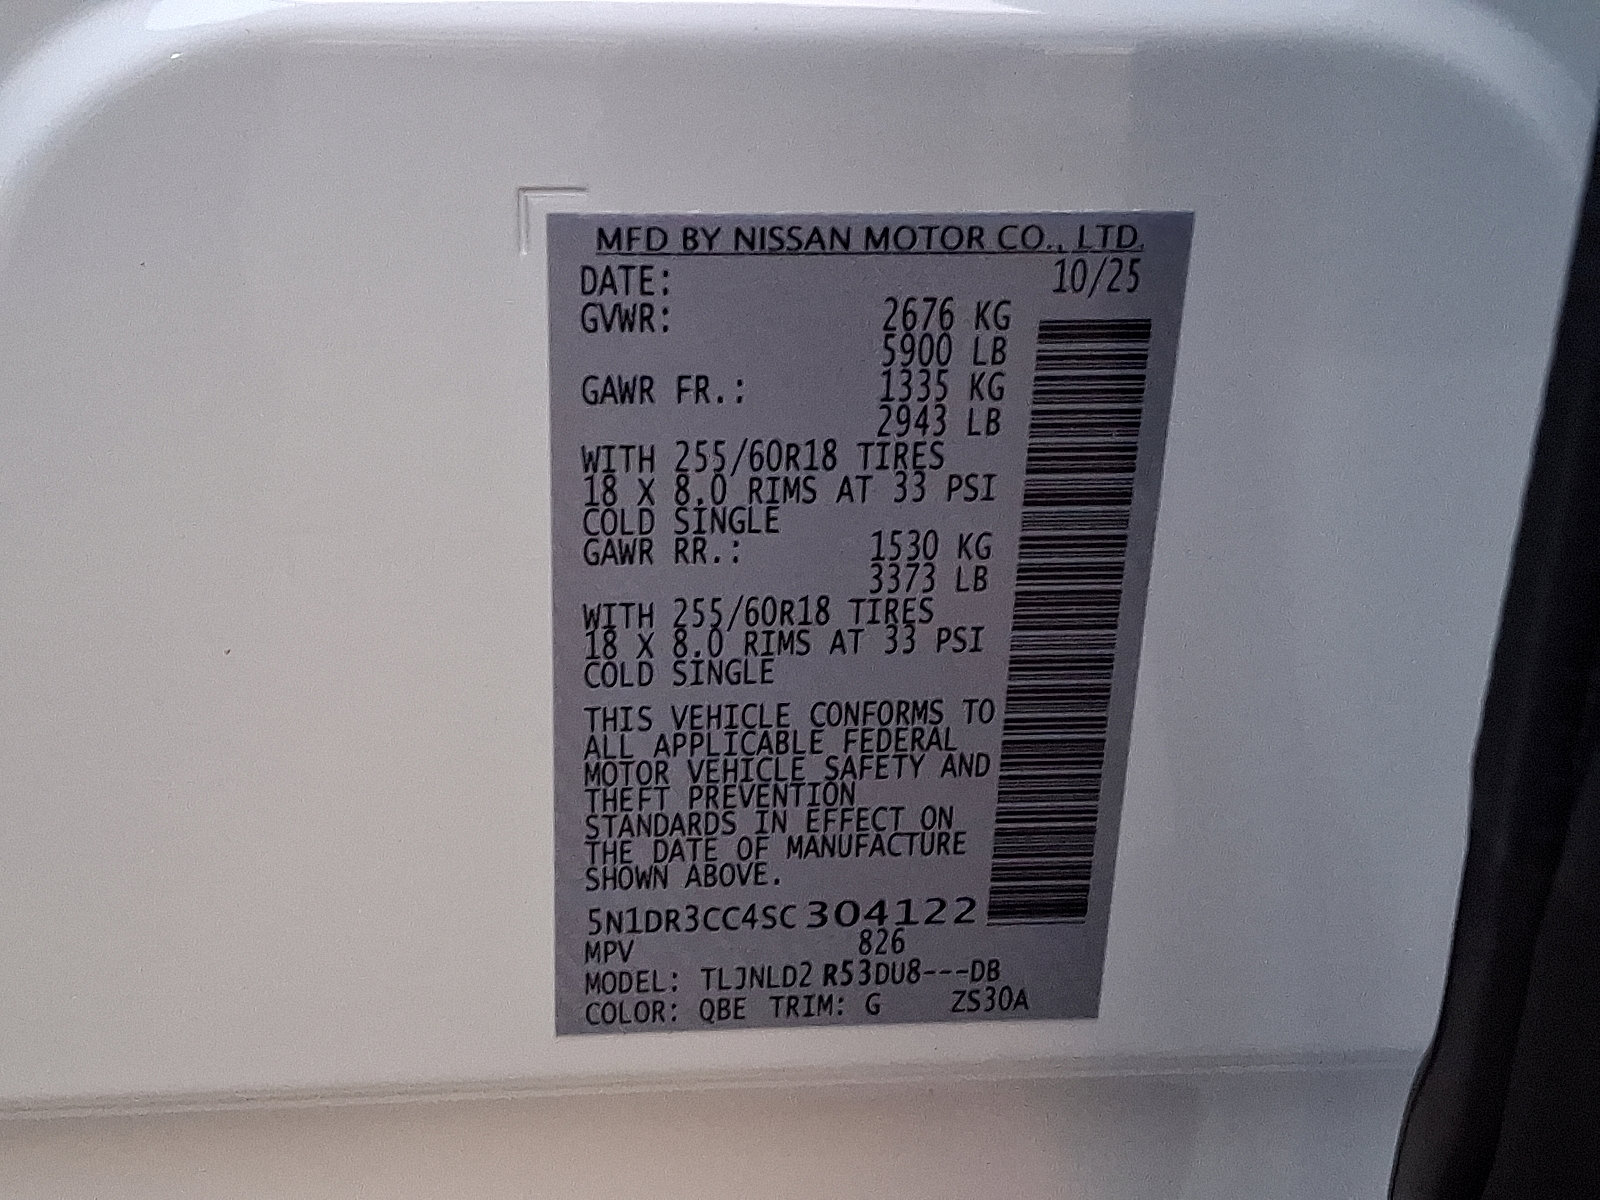 MFD BY NISSAN MOTOR CO., LTD.
DATE: 10/25
GVWR: 2676 KG
5900 LB
GAWR FR.: 1335 KG
2943 LB
WITH 255/60R18 TIRES
18 X 8.0 RIMS AT 33 PSI
COLD SINGLE
GAWR RR.: 1530 KG
3373 LB
WITH 255/60R18 TIRES
18 X 8.0 RIMS AT 33 PSI
COLD SINGLE
THIS VEHICLE CONFORMS TO
ALL APPLICABLE FEDERAL
MOTOR VEHICLE SAFETY AND
THEFT PREVENTION
STANDARDS IN EFFECT ON
THE DATE OF MANUFACTURE
SHOWN ABOVE.
5N1DR3CC4SC304122
MPV 826
MODEL: TLJNLD2 R53DU8---DB
COLOR: QBE TRIM: G ZS30A